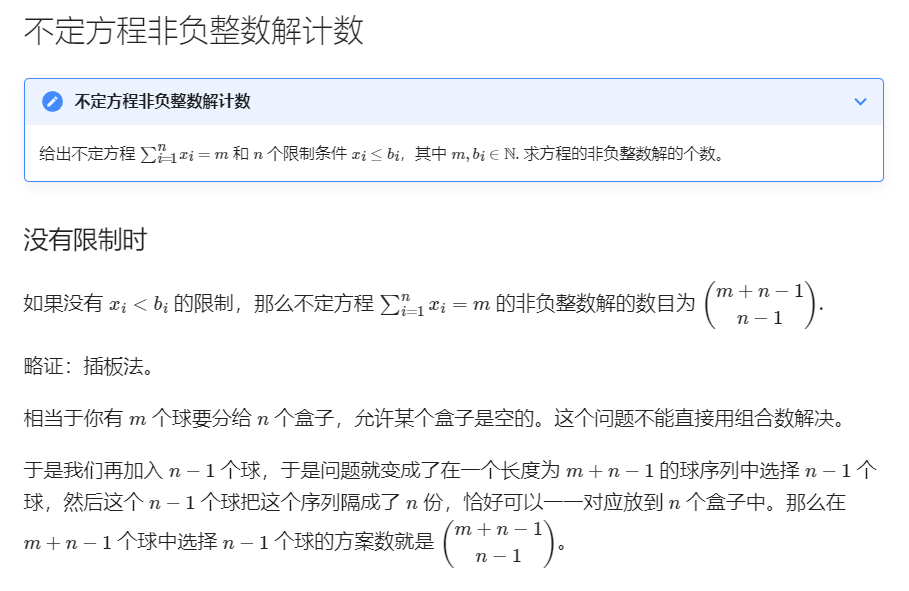 不定方程非负整数解计数
不定方程非负整数解计数
给出不定方程 $\sum_{i=1}^{n} x_i = m$ 和 $n$ 个限制条件 $x_i \le b_i$，其中 $m, b_i \in \mathbb{N}$. 求方程的非负整数解的个数。
没有限制时
如果没有 $x_i < b_i$ 的限制，那么不定方程 $\sum_{i=1}^{n} x_i = m$ 的非负整数解的数目为 $\binom{m+n-1}{n-1}$.
略证：插板法。
相当于你有 $m$ 个球要分给 $n$ 个盒子，允许某个盒子是空的。这个问题不能直接用组合数解决。
于是我们再加入 $n-1$ 个球，于是问题就变成了在一个长度为 $m+n-1$ 的球序列中选择 $n-1$ 个
球，然后这个 $n-1$ 个球把这个序列隔成了 $n$ 份，恰好可以一一对应放到 $n$ 个盒子中。那么在
$m+n-1$ 个球中选择 $n-1$ 个球的方案数就是 $\binom{m+n-1}{n-1}$。